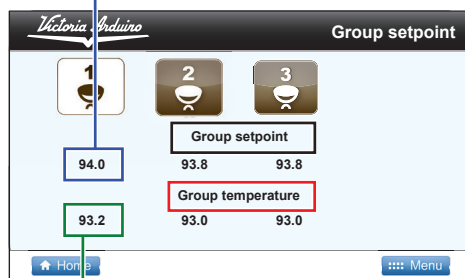 Victoria Arduino
Group setpoint
1 2 3
Group setpoint
94.0 93.8 93.8
Group temperature
93.2 93.0 93.0
Home Menu